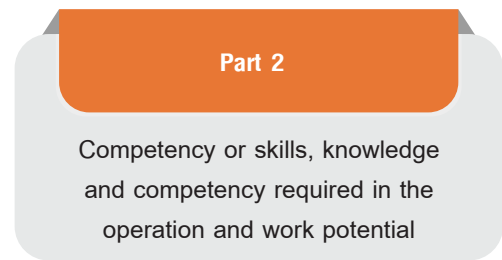 Part 2
Competency or skills, knowledge
and competency required in the
operation and work potential